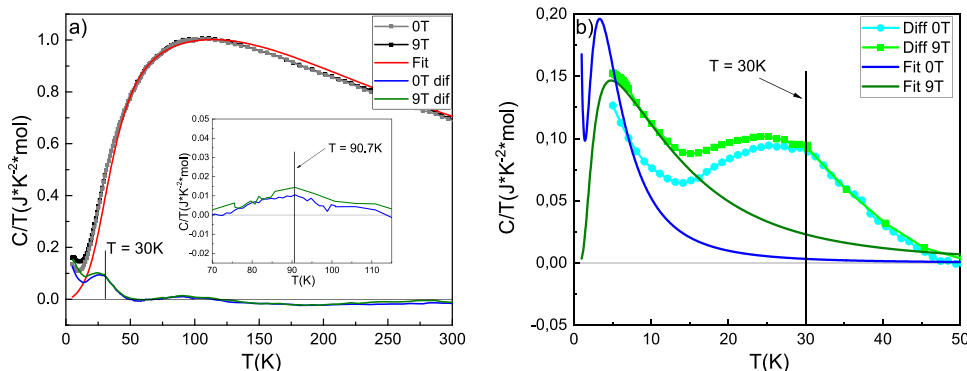 a)
0T
9T
Fit
0T dif
9T dif
C/T(J*K⁻²*mol)
1.0
0.8
0.6
0.4
0.2
0.0
T = 30K
0 50 100 150 200 250 300
T(K)
T = 90,7K
C/T(J*K⁻²*mol)
0.05
0.04
0.03
0.02
0.01
0.00
-0.01
-0.02
70 80 90 100 110
T(K)
b)
Diff 0T
Diff 9T
Fit 0T
Fit 9T
T = 30K
C/T(J*K⁻²*mol)
0,20
0,15
0,10
0,05
0,00
-0,05
0 10 20 30 40 50
T(K)